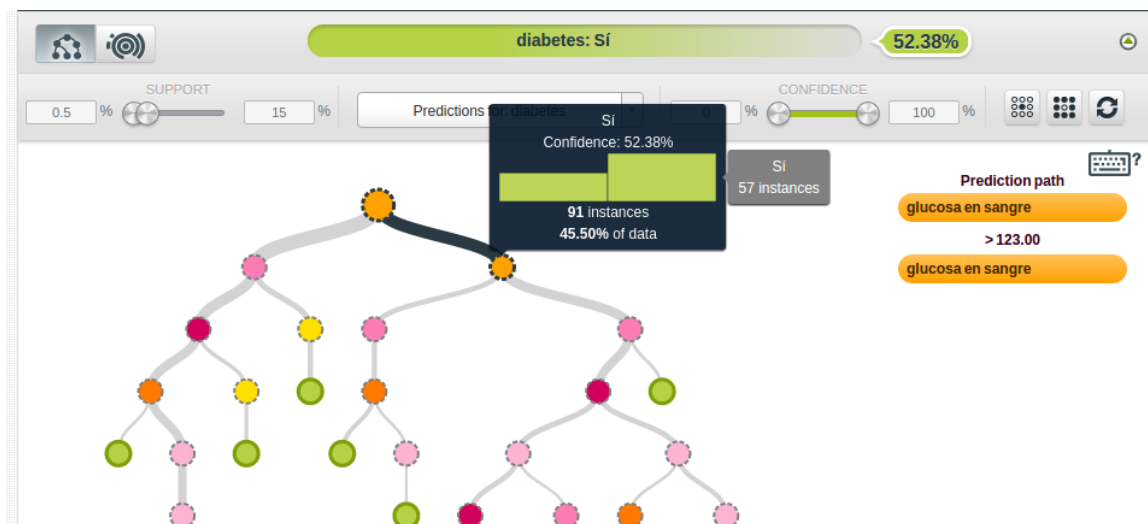 diabetes: Sí
52.38%
SUPPORT
CONFIDENCE
0.5 %
15 %
Predictions for: diabetes
0 %
100 %
Sí
Confidence: 52.38%
91 instances
45.50% of data
Sí
57 instances
?
Prediction path
glucosa en sangre
> 123.00
glucosa en sangre